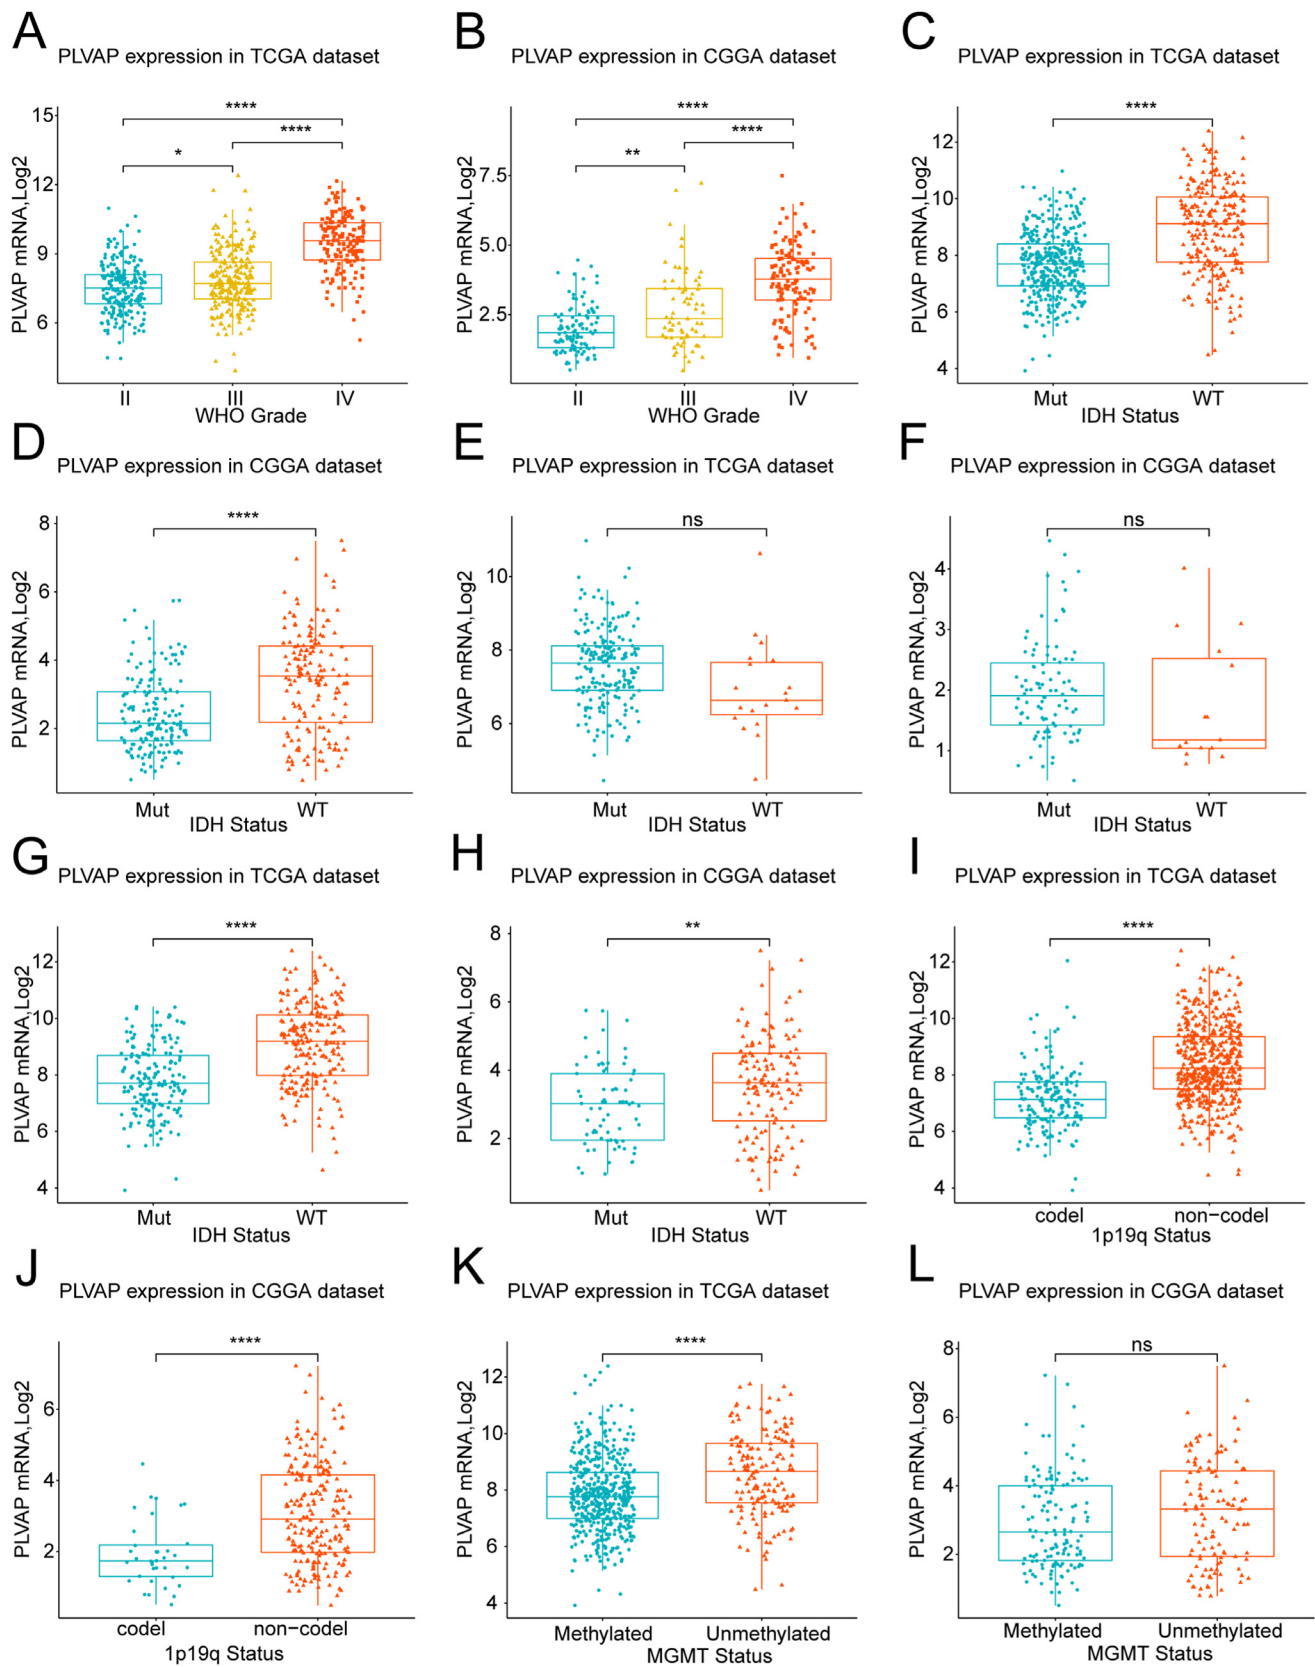 A
PLVAP expression in TCGA dataset
PLVAP mRNA,Log2
15
12
9
6
****
****
*
II
III
IV
WHO Grade
B
PLVAP expression in CGGA dataset
PLVAP mRNA,Log2
7.5
5.0
2.5
****
****
**
II
III
IV
WHO Grade
C
PLVAP expression in TCGA dataset
PLVAP mRNA,Log2
12
10
8
6
4
****
Mut
WT
IDH Status
D
PLVAP expression in CGGA dataset
PLVAP mRNA,Log2
8
6
4
2
****
Mut
WT
IDH Status
E
PLVAP expression in TCGA dataset
PLVAP mRNA,Log2
10
8
6
ns
Mut
WT
IDH Status
F
PLVAP expression in CGGA dataset
PLVAP mRNA,Log2
4
3
2
1
ns
Mut
WT
IDH Status
G
PLVAP expression in TCGA dataset
PLVAP mRNA,Log2
12
10
8
6
4
****
Mut
WT
IDH Status
H
PLVAP expression in CGGA dataset
PLVAP mRNA,Log2
8
6
4
2
**
Mut
WT
IDH Status
I
PLVAP expression in TCGA dataset
PLVAP mRNA,Log2
12
10
8
6
4
****
codel
non−codel
1p19q Status
J
PLVAP expression in CGGA dataset
PLVAP mRNA,Log2
6
4
2
****
codel
non−codel
1p19q Status
K
PLVAP expression in TCGA dataset
PLVAP mRNA,Log2
12
10
8
6
4
****
Methylated
Unmethylated
MGMT Status
L
PLVAP expression in CGGA dataset
PLVAP mRNA,Log2
8
6
4
2
ns
Methylated
Unmethylated
MGMT Status